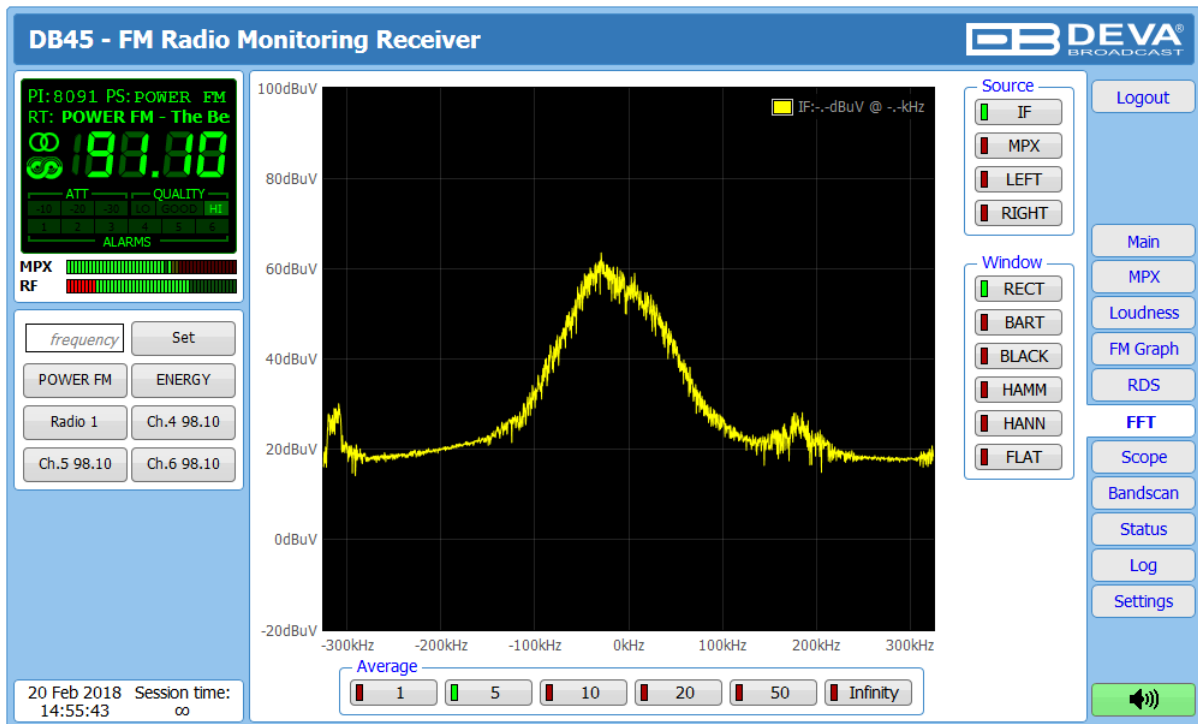 DB45 - FM Radio Monitoring Receiver
DEVA®
BROADCAST
PI:8091 PS:POWER FM
RT: POWER FM - The Be
91.10
ATT QUALITY
-10 -20 -30 LO GOOD HI
1 2 3 4 5 6
ALARMS
MPX
RF
frequency Set
POWER FM ENERGY
Radio 1 Ch.4 98.10
Ch.5 98.10 Ch.6 98.10
20 Feb 2018 Session time:
14:55:43 ∞
IF:-.-dBuV @ -.-kHz
100dBuV
80dBuV
60dBuV
40dBuV
20dBuV
0dBuV
-20dBuV
-300kHz -200kHz -100kHz 0kHz 100kHz 200kHz 300kHz
Average
1 5 10 20 50 Infinity
Source
IF
MPX
LEFT
RIGHT
Window
RECT
BART
BLACK
HAMM
HANN
FLAT
Logout
Main
MPX
Loudness
FM Graph
RDS
FFT
Scope
Bandscan
Status
Log
Settings